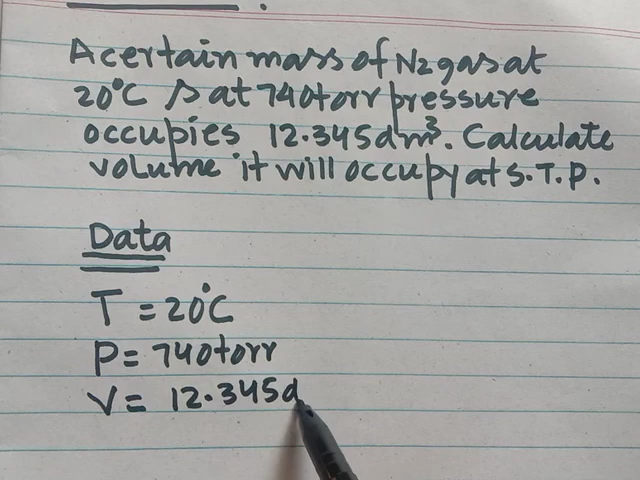 A certain mass of N2 gas at
20°C & at 740torr pressure
occupies 12.345dm³. Calculate
volume it will occupy at S.T.P.
Data
T = 20°C
P = 740torr
V = 12.345d